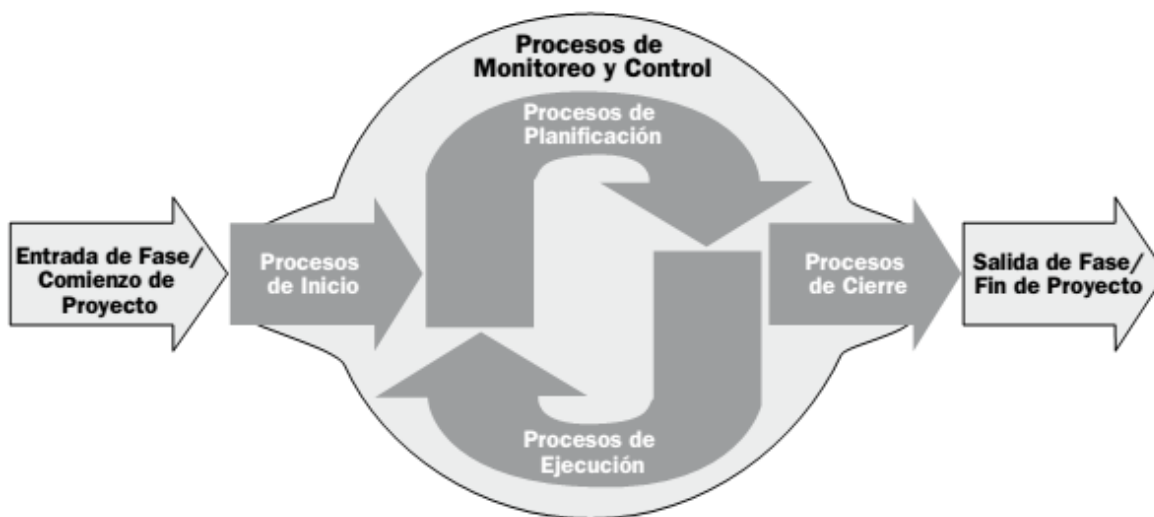 Procesos de
Monitoreo y Control
Procesos de
Planificación
Entrada de Fase/
Comienzo de
Proyecto
Procesos
de Inicio
Procesos
de Cierre
Salida de Fase/
Fin de Proyecto
Procesos de
Ejecución